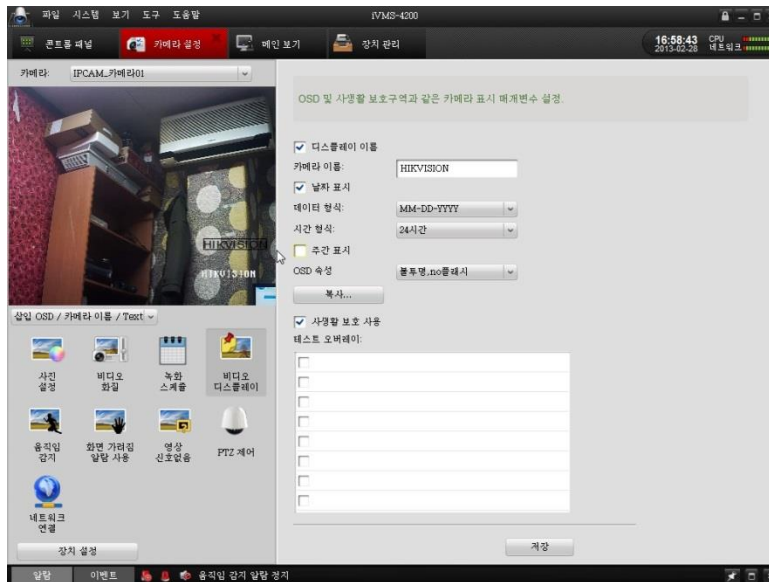 파일 시스템 보기 도구 도움말
iVMS-4200
콘트롤 패널
카메라 설정
메인 보기
장치 관리
16:58:43
2013-02-28
CPU
네트워크
카메라:
IPCAM_카메라01
HIKVISION
HIKVISION
삽입 OSD / 카메라 이름 / Text
사진
설정
비디오
화질
녹화
스케쥴
비디오
디스플레이
움직임
감지
화면 가려짐
알람 사용
영상
신호없음
PTZ 제어
네트워크
연결
장치 설정
OSD 및 사생활 보호구역과 같은 카메라 표시 매개변수 설정.
디스플레이 이름
카메라 이름:
HIKVISION
날짜 표시
데이터 형식:
MM-DD-YYYY
시간 형식:
24시간
주간 표시
OSD 속성
불투명,no플래시
복사...
사생활 보호 사용
테스트 오버레이:
저장
알람
이벤트
움직임 감지 알람 정지